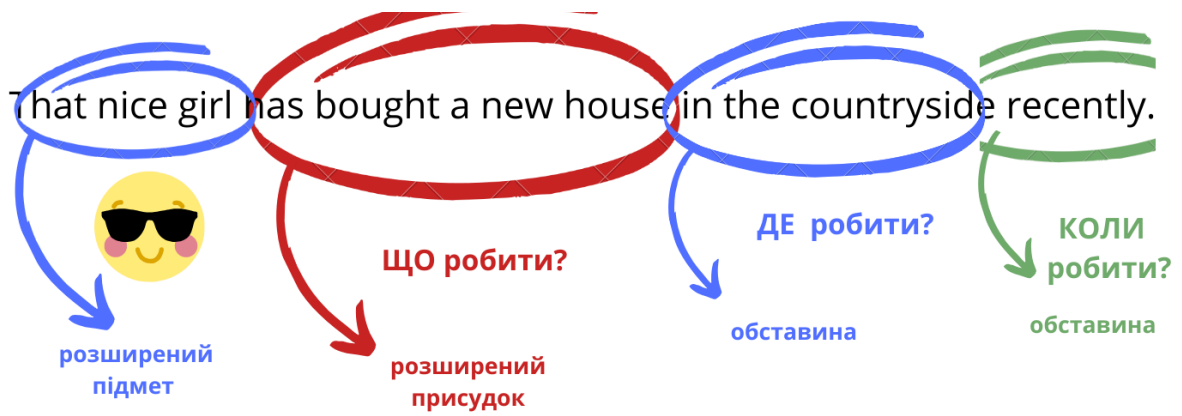 That nice girl has bought a new house in the countryside recently.
ЩО робити?
ДЕ робити?
КОЛИ
робити?
розширений
підмет
розширений
присудок
обставина
обставина